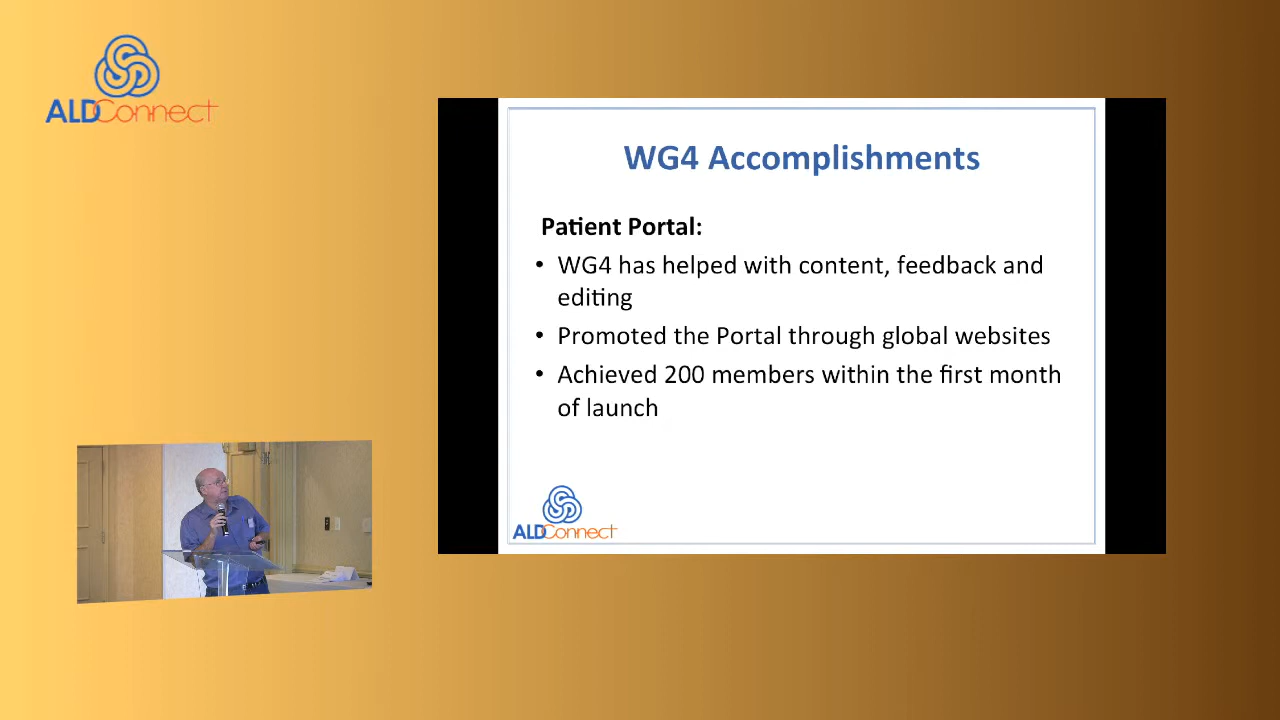 ALDConnect
WG4 Accomplishments
Patient Portal:
• WG4 has helped with content, feedback and
editing
• Promoted the Portal through global websites
• Achieved 200 members within the first month
of launch
ALDConnect